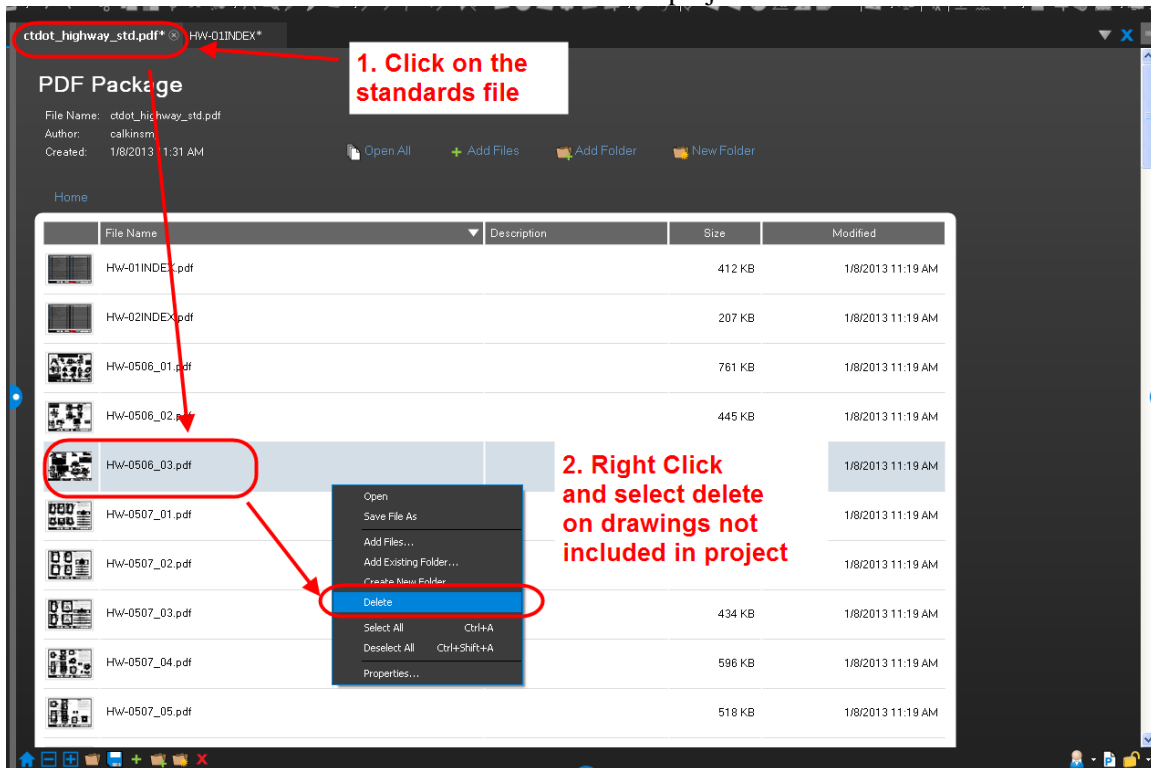 ctdot_highway_std.pdf* HW-01INDEX*
1. Click on the
standards file
PDF Package
File Name: ctdot_highway_std.pdf
Author: calkinsmj
Created: 1/8/2013 11:31 AM
Open All Add Files Add Folder New Folder
Home
File Name Description Size Modified
HW-01INDEX.pdf 412 KB 1/8/2013 11:19 AM
HW-02INDEX.pdf 207 KB 1/8/2013 11:19 AM
HW-0506_01.pdf 761 KB 1/8/2013 11:19 AM
HW-0506_02.pdf 445 KB 1/8/2013 11:19 AM
HW-0506_03.pdf 1/8/2013 11:19 AM
2. Right Click
and select delete
on drawings not
included in project
HW-0507_01.pdf 1/8/2013 11:19 AM
HW-0507_02.pdf 1/8/2013 11:19 AM
HW-0507_03.pdf 434 KB 1/8/2013 11:19 AM
HW-0507_04.pdf 596 KB 1/8/2013 11:19 AM
HW-0507_05.pdf 518 KB 1/8/2013 11:19 AM
Open
Save File As
Add Files...
Add Existing Folder...
Create New Folder
Delete
Select All Ctrl+A
Deselect All Ctrl+Shift+A
Properties...